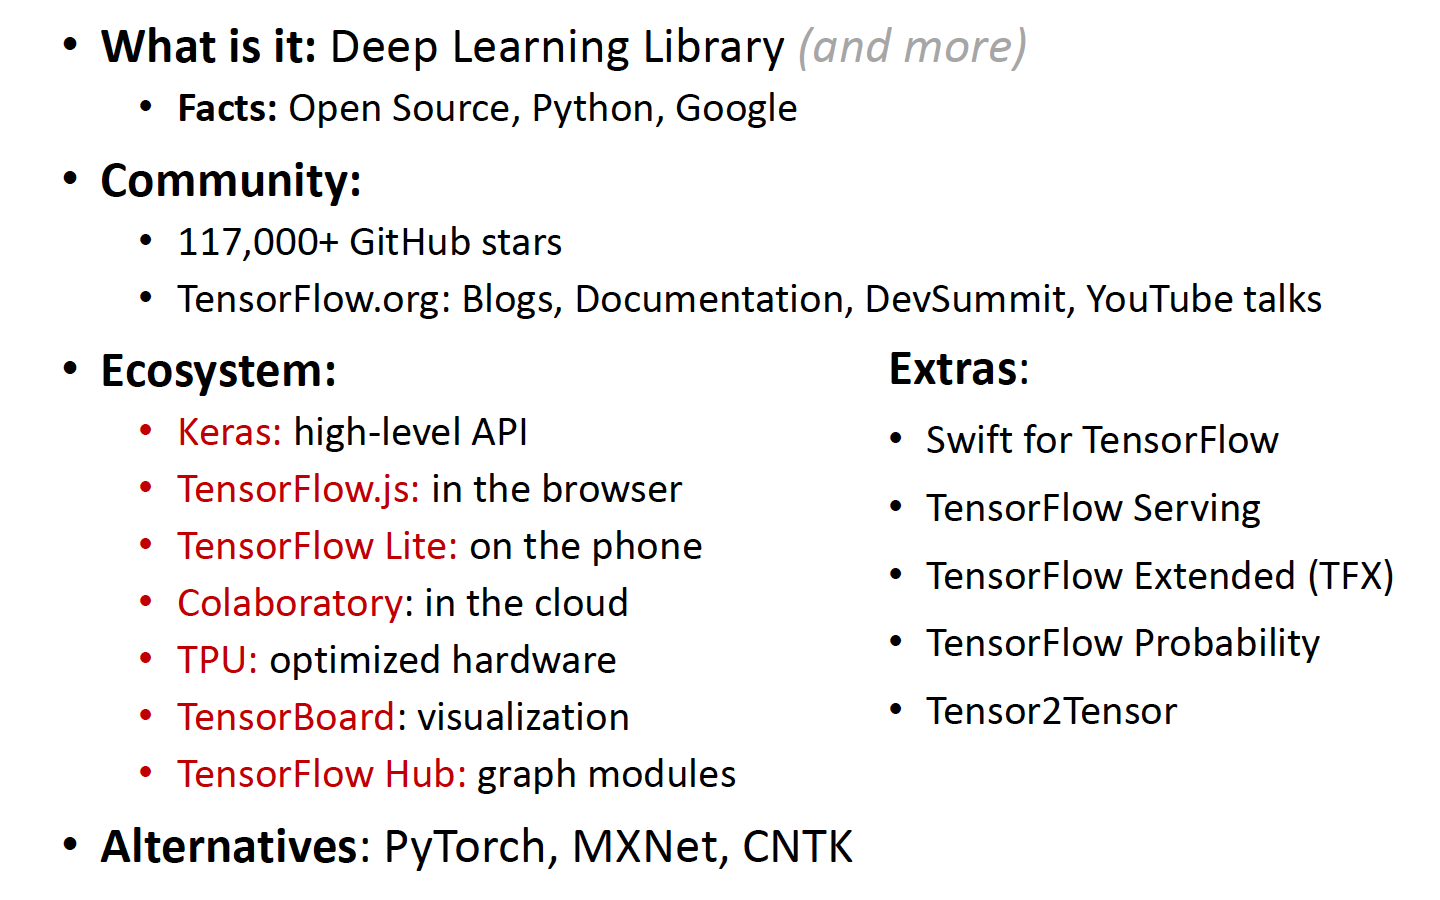 • What is it: Deep Learning Library (and more)
• Facts: Open Source, Python, Google
• Community:
• 117,000+ GitHub stars
• TensorFlow.org: Blogs, Documentation, DevSummit, YouTube talks
• Ecosystem:
• Keras: high-level API
• TensorFlow.js: in the browser
• TensorFlow Lite: on the phone
• Colaboratory: in the cloud
• TPU: optimized hardware
• TensorBoard: visualization
• TensorFlow Hub: graph modules
Extras:
• Swift for TensorFlow
• TensorFlow Serving
• TensorFlow Extended (TFX)
• TensorFlow Probability
• Tensor2Tensor
• Alternatives: PyTorch, MXNet, CNTK